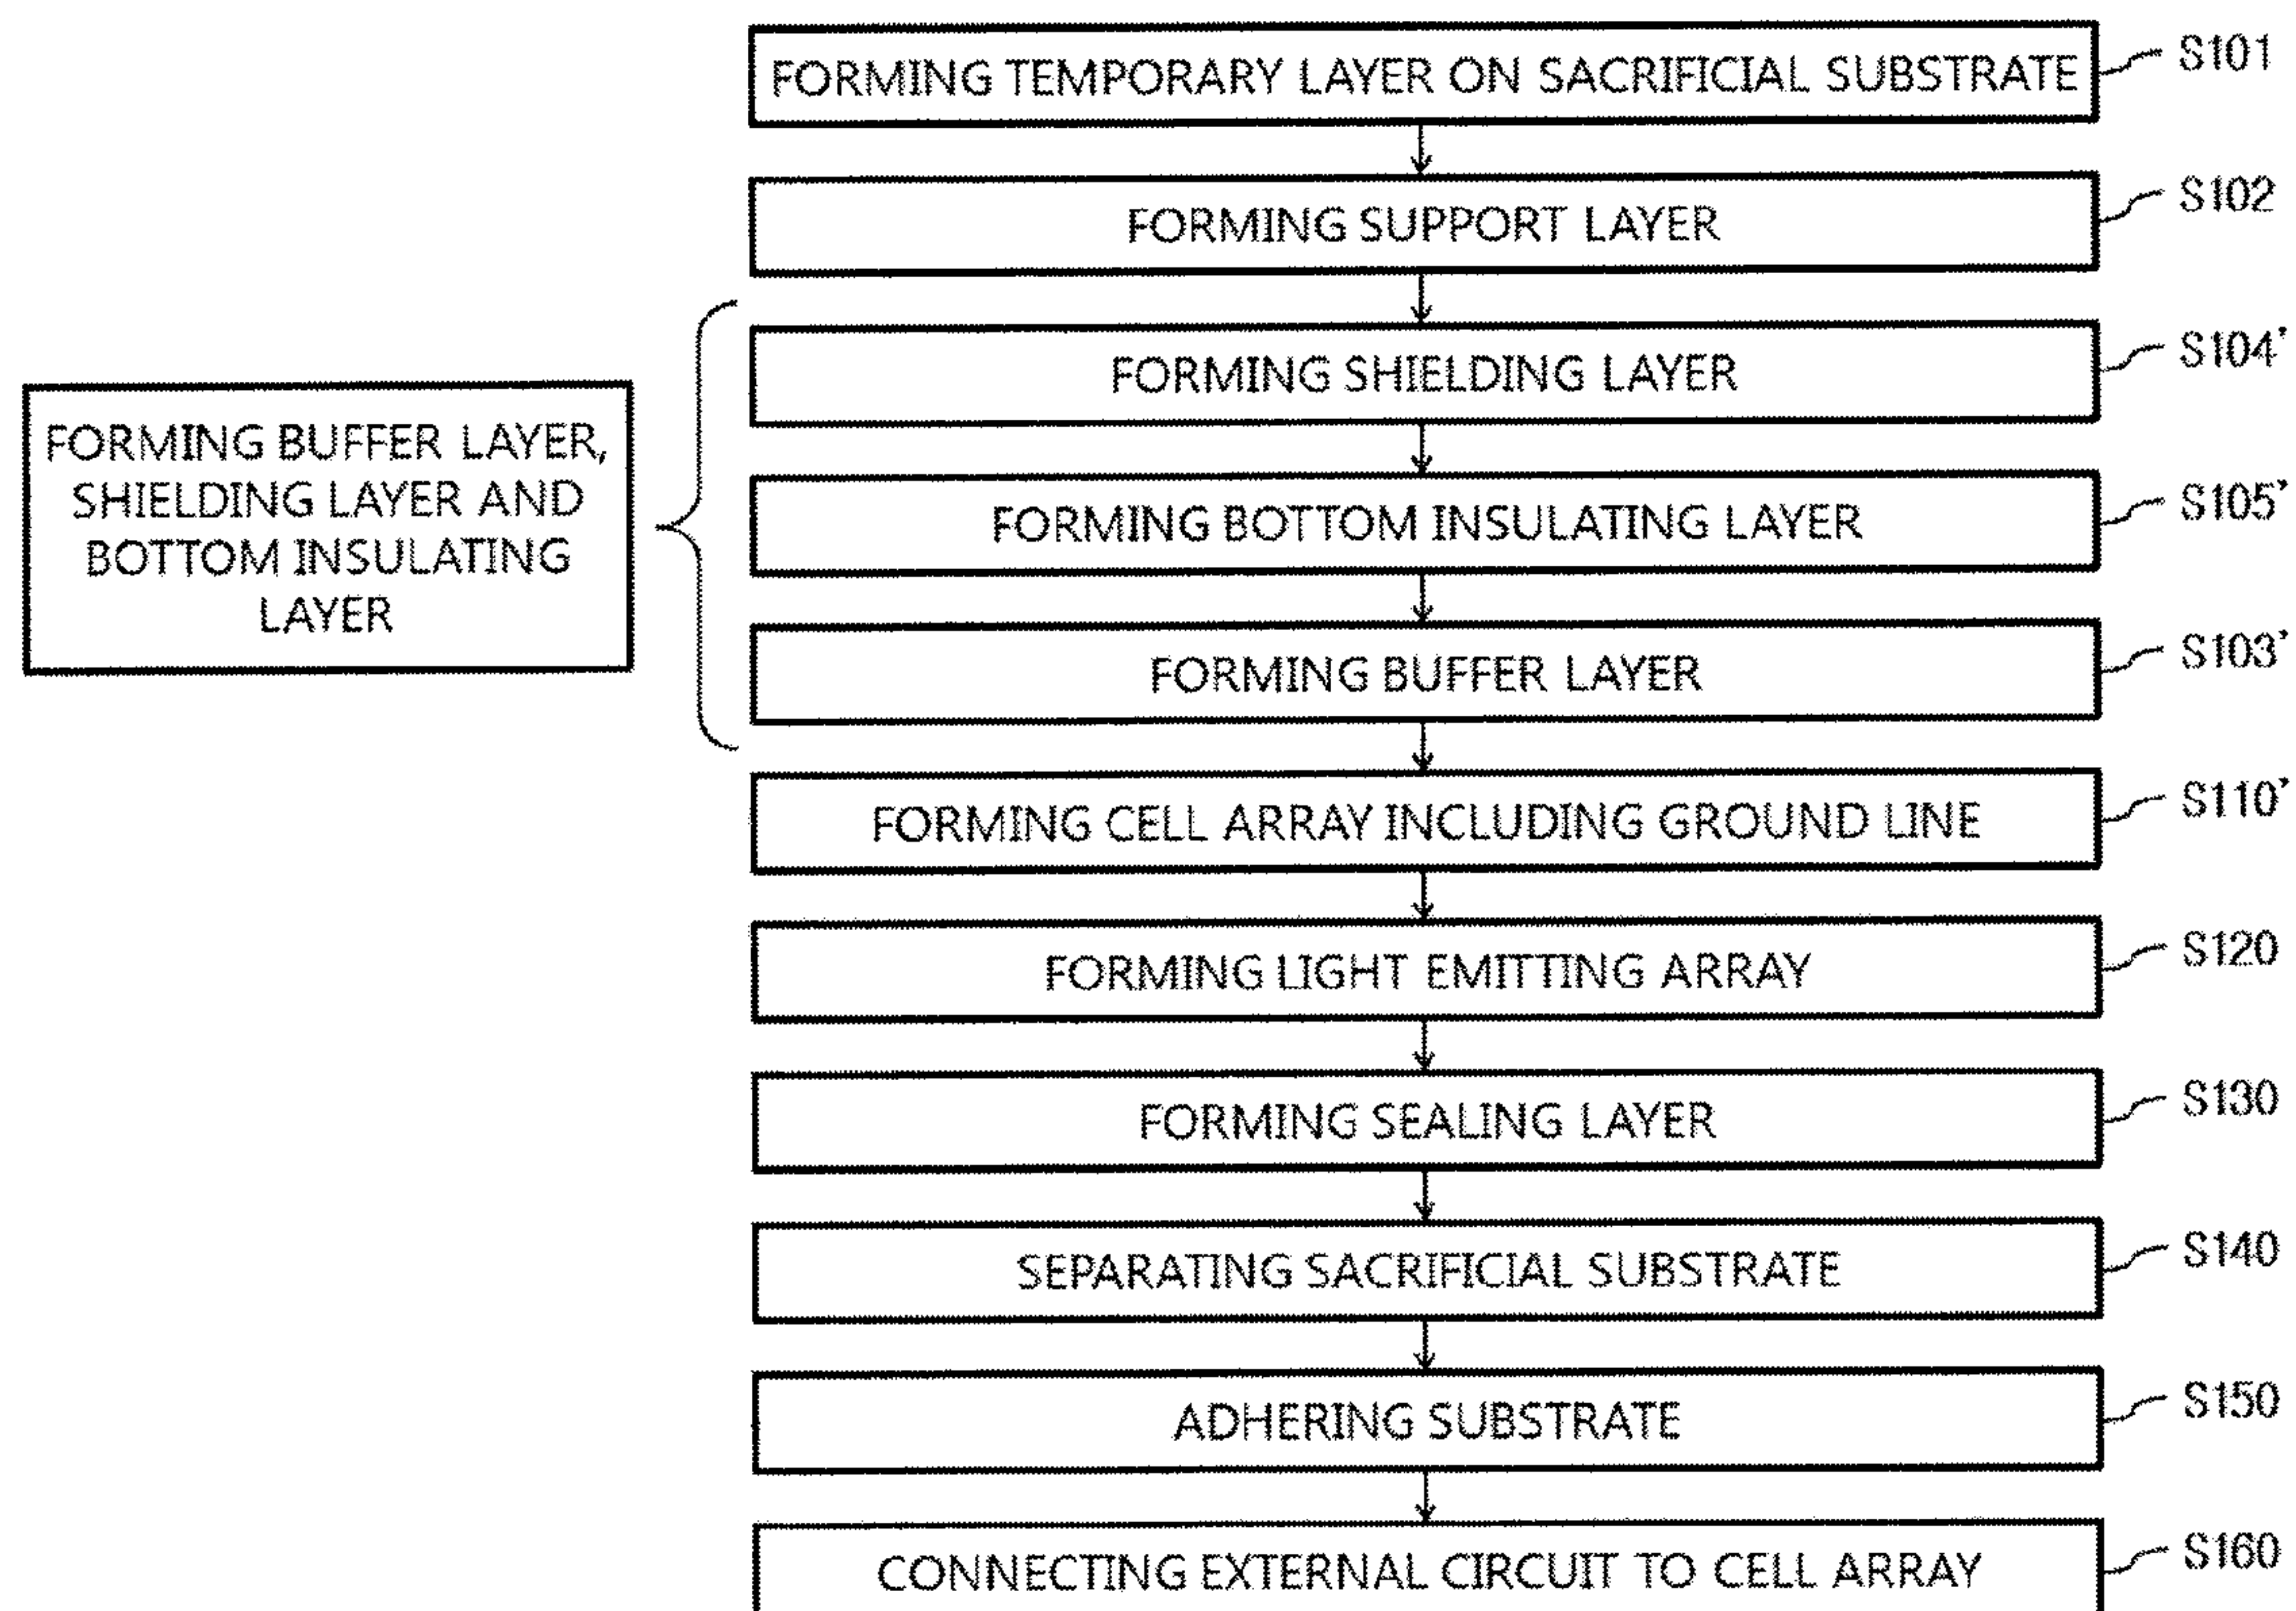 FORMING TEMPORARY LAYER ON SACRIFICIAL SUBSTRATE S101
FORMING SUPPORT LAYER S102
FORMING BUFFER LAYER,
SHIELDING LAYER AND
BOTTOM INSULATING
LAYER
FORMING SHIELDING LAYER S104'
FORMING BOTTOM INSULATING LAYER S105'
FORMING BUFFER LAYER S103'
FORMING CELL ARRAY INCLUDING GROUND LINE S110'
FORMING LIGHT EMITTING ARRAY S120
FORMING SEALING LAYER S130
SEPARATING SACRIFICIAL SUBSTRATE S140
ADHERING SUBSTRATE S150
CONNECTING EXTERNAL CIRCUIT TO CELL ARRAY S160